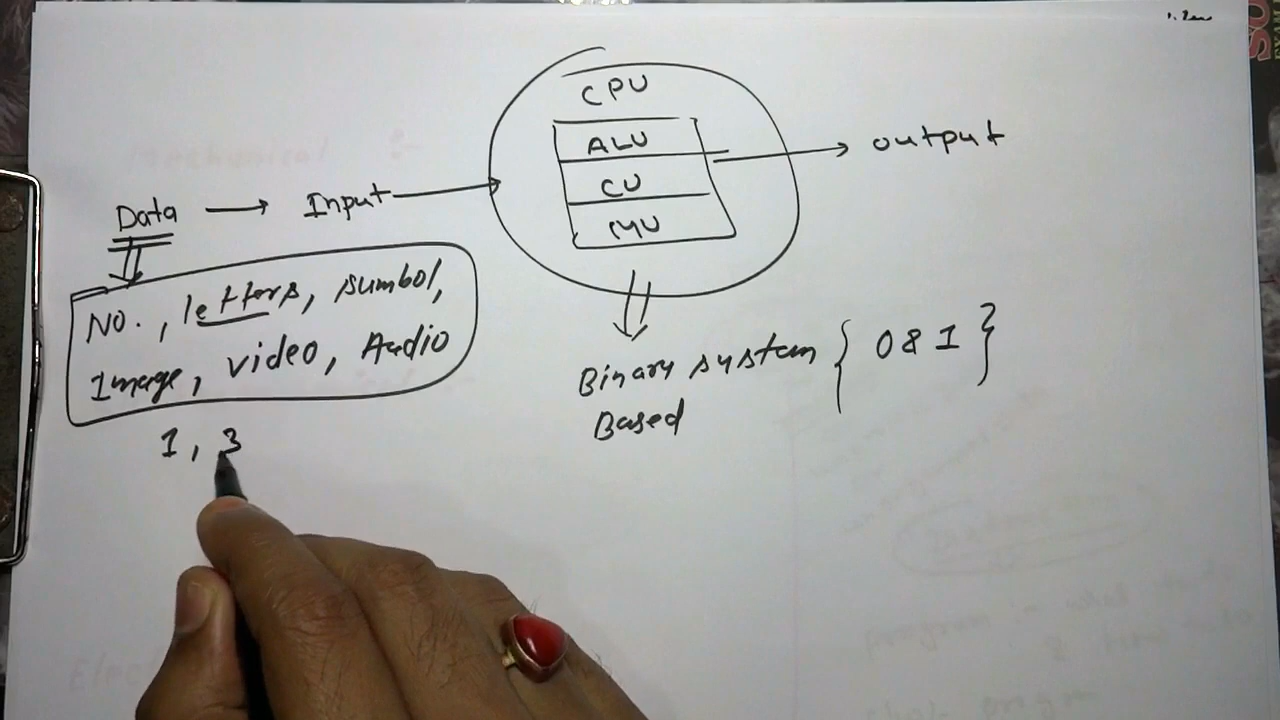 CPU
ALU
CU
MU
Data → Input → output
No., letters, sumbol,
Image, video, Audio
Binary system { 0 & 1 }
Based
1, 3